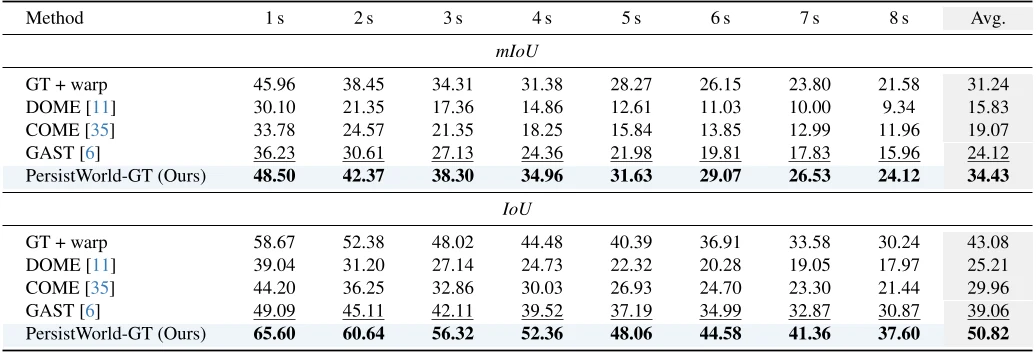 Method 1 s 2 s 3 s 4 s 5 s 6 s 7 s 8 s Avg.
mIoU
GT + warp 45.96 38.45 34.31 31.38 28.27 26.15 23.80 21.58 31.24
DOME [11] 30.10 21.35 17.36 14.86 12.61 11.03 10.00 9.34 15.83
COME [35] 33.78 24.57 21.35 18.25 15.84 13.85 12.99 11.96 19.07
GAST [6] 36.23 30.61 27.13 24.36 21.98 19.81 17.83 15.96 24.12
PersistWorld-GT (Ours) 48.50 42.37 38.30 34.96 31.63 29.07 26.53 24.12 34.43
IoU
GT + warp 58.67 52.38 48.02 44.48 40.39 36.91 33.58 30.24 43.08
DOME [11] 39.04 31.20 27.14 24.73 22.32 20.28 19.05 17.97 25.21
COME [35] 44.20 36.25 32.86 30.03 26.93 24.70 23.30 21.44 29.96
GAST [6] 49.09 45.11 42.11 39.52 37.19 34.99 32.87 30.87 39.06
PersistWorld-GT (Ours) 65.60 60.64 56.32 52.36 48.06 44.58 41.36 37.60 50.82